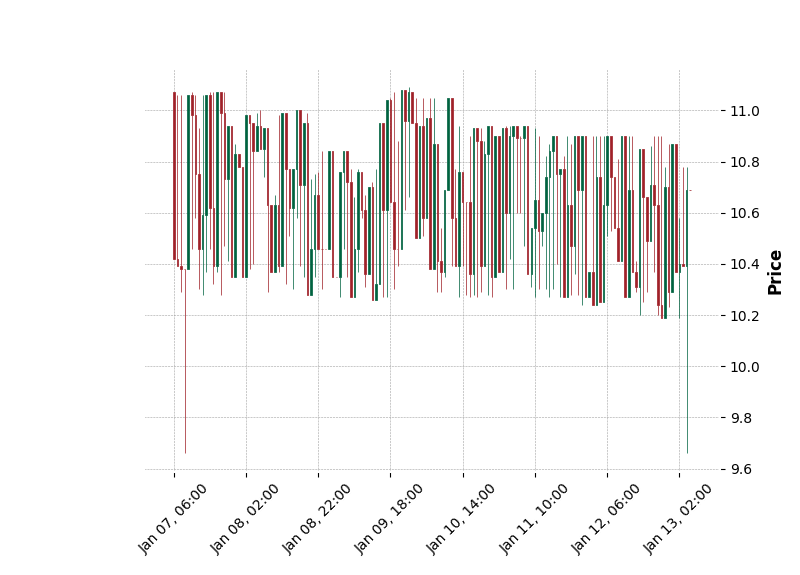 11.0
10.8
10.6
10.4
10.2
10.0
9.8
9.6
Price
Jan 07, 06:00
Jan 08, 02:00
Jan 08, 22:00
Jan 09, 18:00
Jan 10, 14:00
Jan 11, 10:00
Jan 12, 06:00
Jan 13, 02:00